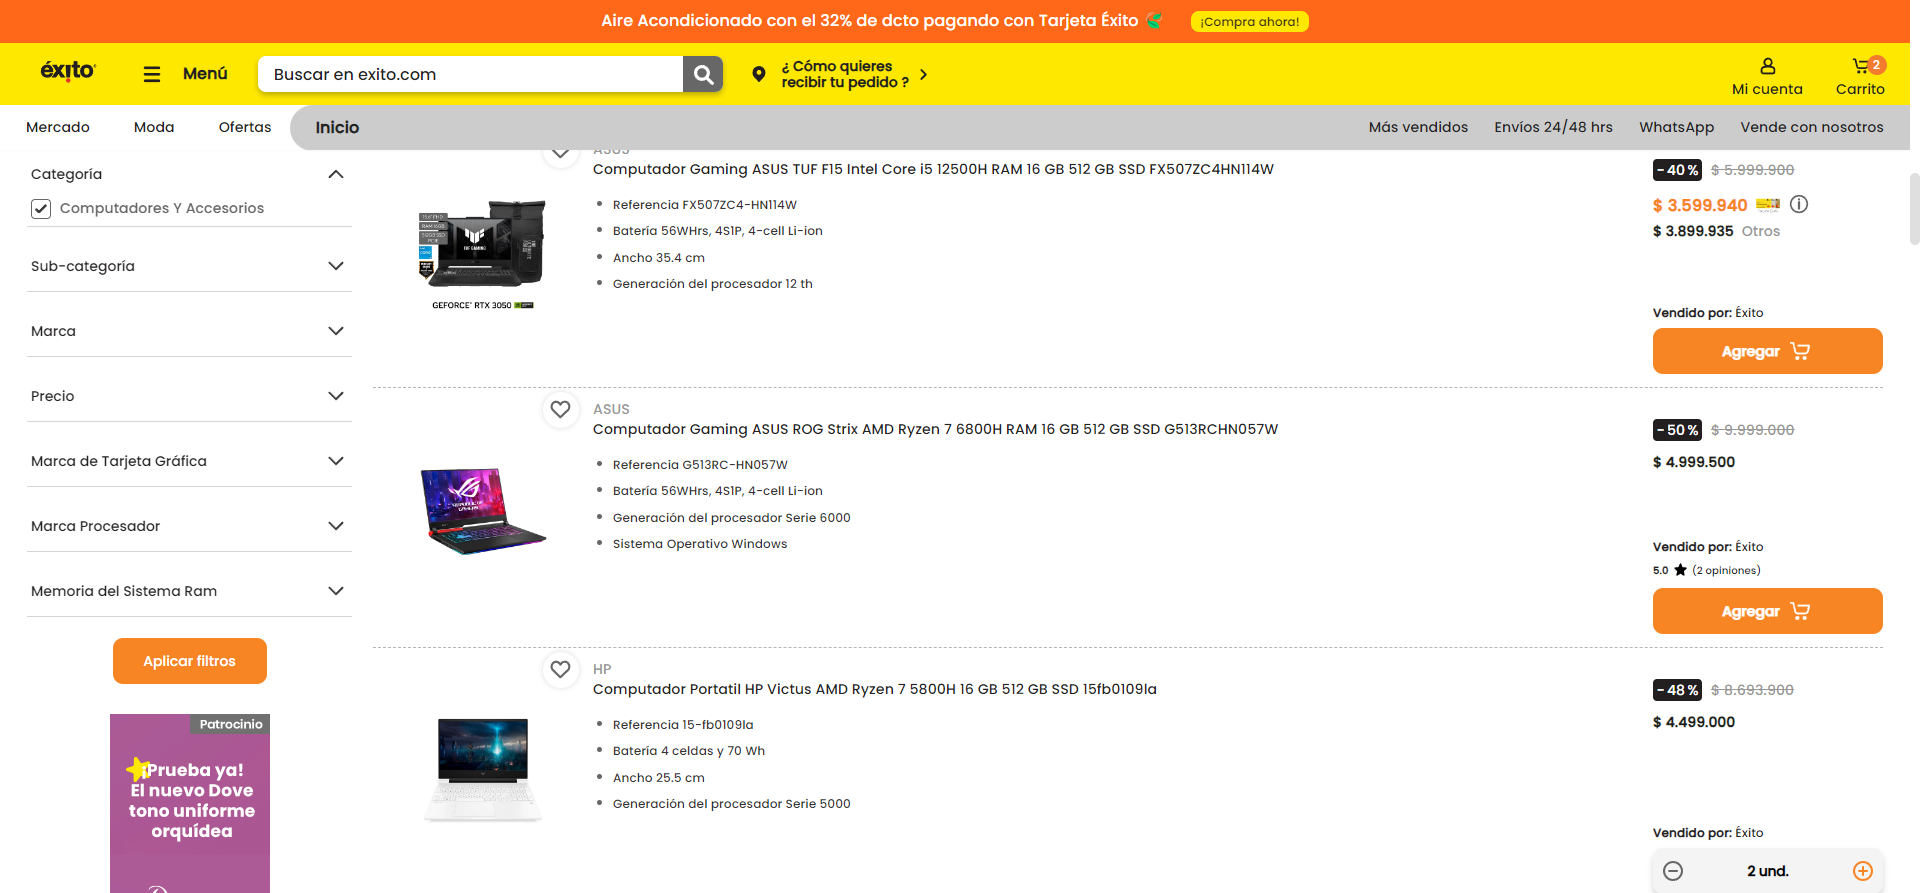 Aire Acondicionado con el 32% de dcto pagando con Tarjeta Éxito
¡Compra ahora!
éxito
Menú
Buscar en exito.com
¿ Cómo quieres
recibir tu pedido ?
Mi cuenta
2
Carrito
Mercado
Moda
Ofertas
Inicio
Más vendidos
Envíos 24/48 hrs
WhatsApp
Vende con nosotros
Categoría
Computadores Y Accesorios
Sub-categoría
Marca
Precio
Marca de Tarjeta Gráfica
Marca Procesador
Memoria del Sistema Ram
Aplicar filtros
Patrocinio
¡Prueba ya!
El nuevo Dove
tono uniforme
orquídea
ASUS
Computador Gaming ASUS TUF F15 Intel Core i5 12500H RAM 16 GB 512 GB SSD FX507ZC4HN114W
Referencia FX507ZC4-HN114W
Batería 56WHrs, 4S1P, 4-cell Li-ion
Ancho 35.4 cm
Generación del procesador 12 th
TUF GAMING
GEFORCE RTX 3050
- 40 % $ 5.999.900
$ 3.599.940
$ 3.899.935 Otros
Vendido por: Éxito
Agregar
ASUS
Computador Gaming ASUS ROG Strix AMD Ryzen 7 6800H RAM 16 GB 512 GB SSD G513RCHN057W
Referencia G513RC-HN057W
Batería 56WHrs, 4S1P, 4-cell Li-ion
Generación del procesador Serie 6000
Sistema Operativo Windows
- 50 % $ 9.999.000
$ 4.999.500
Vendido por: Éxito
5.0 (2 opiniones)
Agregar
HP
Computador Portatil HP Victus AMD Ryzen 7 5800H 16 GB 512 GB SSD 15fb0109la
Referencia 15-fb0109la
Batería 4 celdas y 70 Wh
Ancho 25.5 cm
Generación del procesador Serie 5000
- 48 % $ 8.693.900
$ 4.499.000
Vendido por: Éxito
2 und.